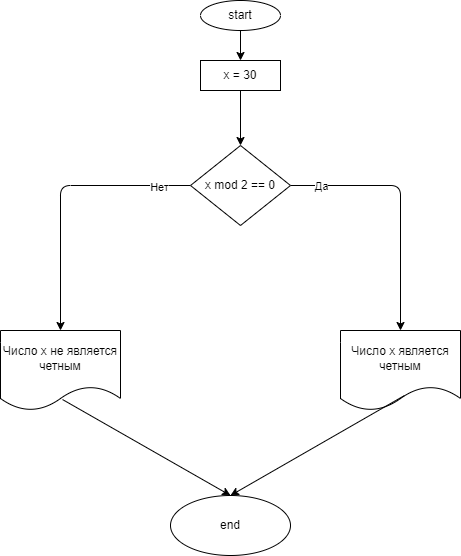 start
x = 30
x mod 2 == 0
Нет
Да
Число x не является
четным
Число x является
четным
end